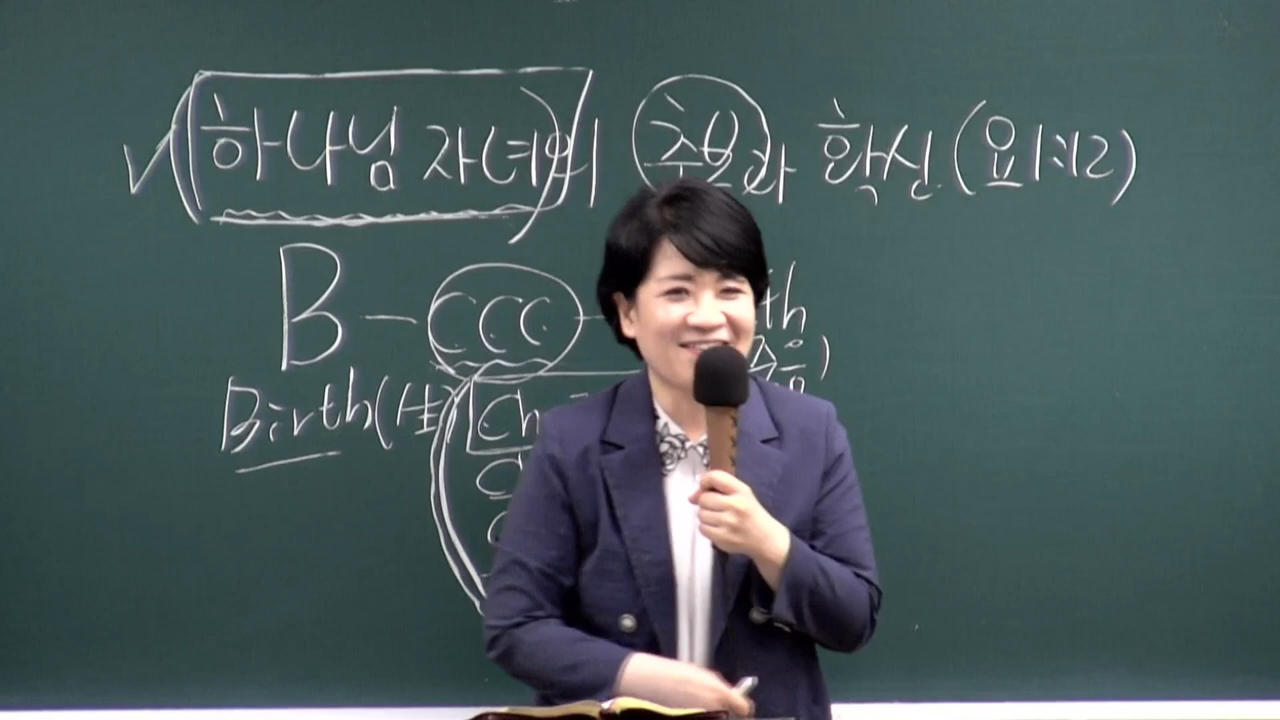 ✓ (하나님 자녀)의 축복과 확신 (요1:12)
B - CCC -
Birth(生)